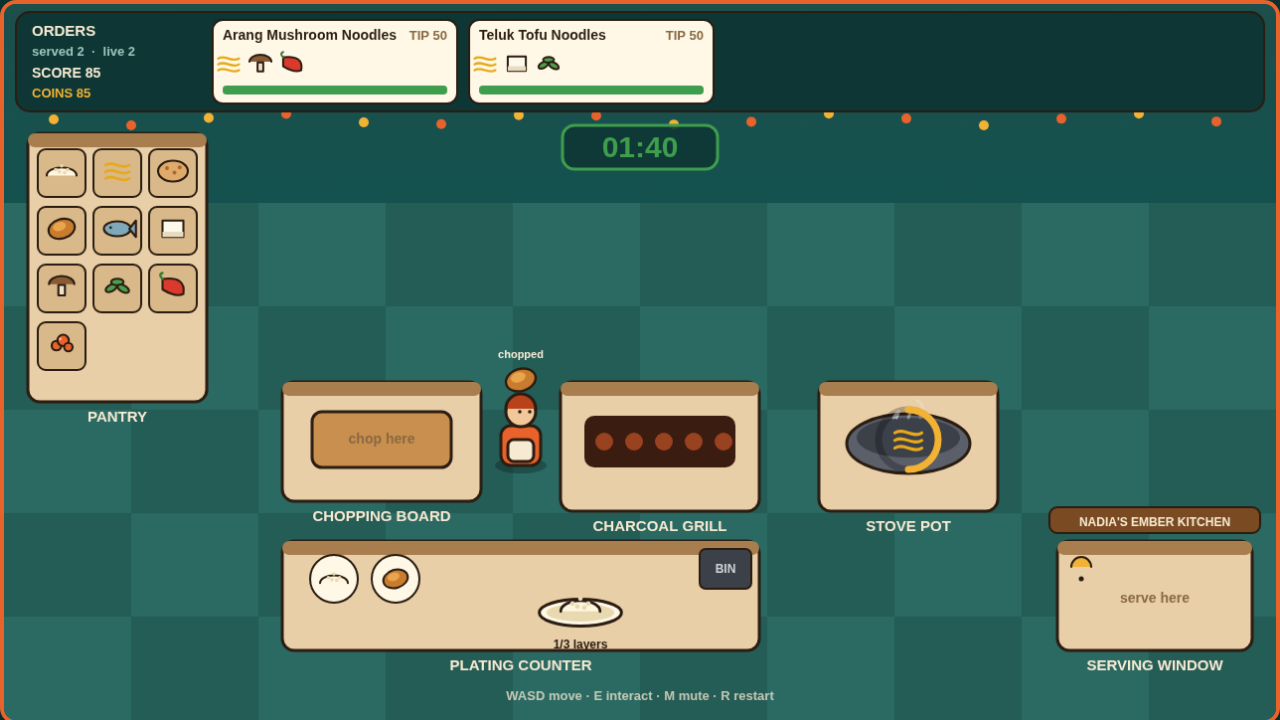 ORDERS
served 2 · live 2
SCORE 85
COINS 85
Arang Mushroom Noodles TIP 50
Teluk Tofu Noodles TIP 50
01:40
PANTRY
chopped
chop here
CHOPPING BOARD
CHARCOAL GRILL
STOVE POT
NADIA'S EMBER KITCHEN
BIN
serve here
1/3 layers
PLATING COUNTER
SERVING WINDOW
WASD move · E interact · M mute · R restart